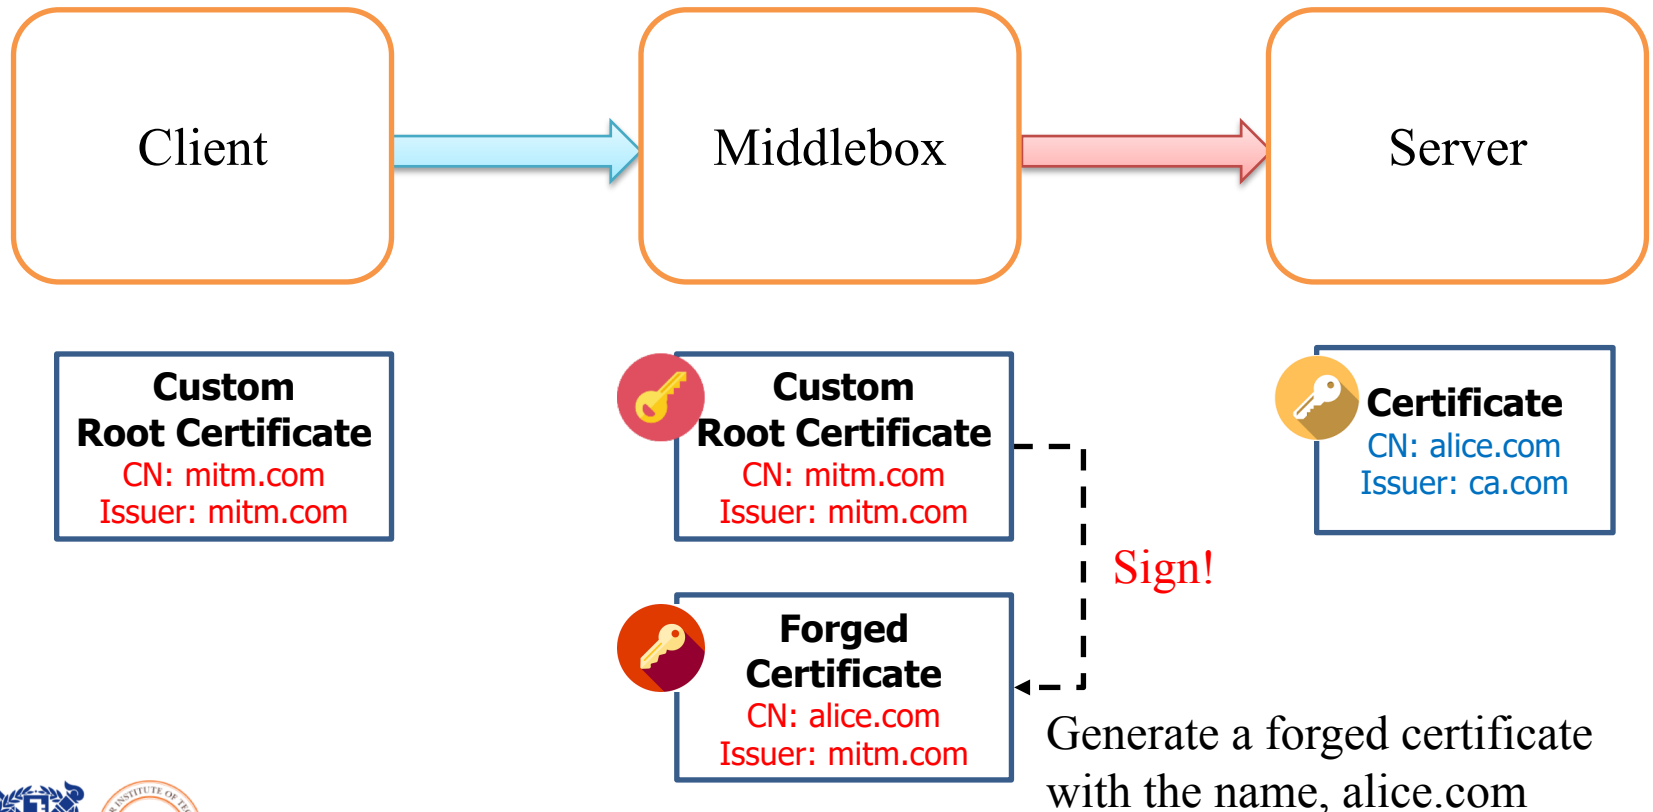 Client
Middlebox
Server
Custom
Root Certificate
CN: mitm.com
Issuer: mitm.com
Custom
Root Certificate
CN: mitm.com
Issuer: mitm.com
Certificate
CN: alice.com
Issuer: ca.com
Sign!
Forged
Certificate
CN: alice.com
Issuer: mitm.com
Generate a forged certificate
with the name, alice.com
INSTITUTE OF